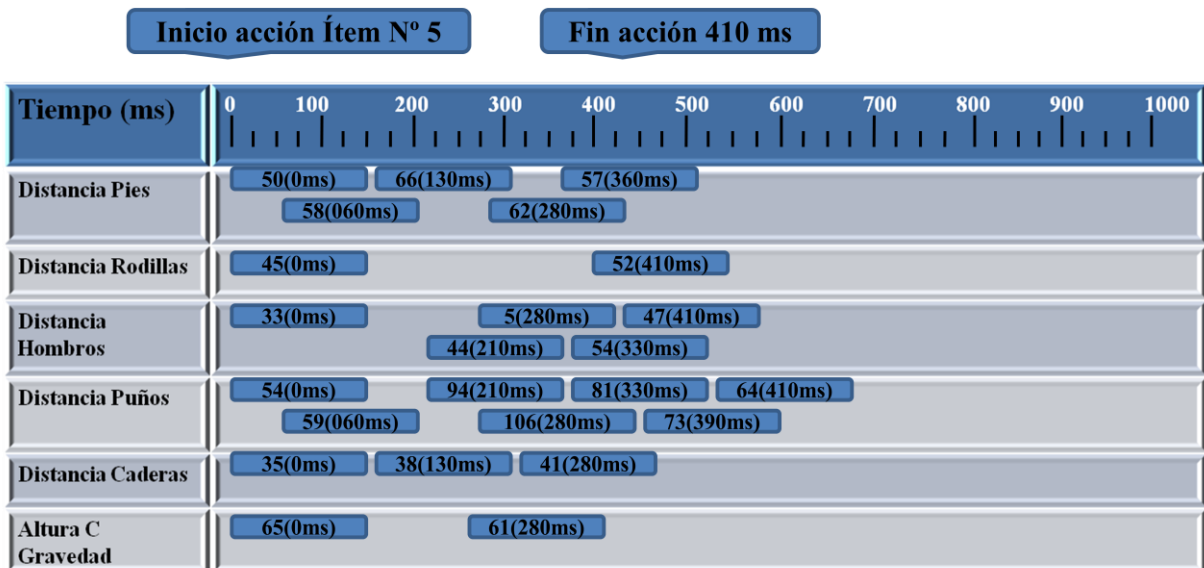 Inicio acción Ítem Nº 5
Fin acción 410 ms
Tiempo (ms)
0 100 200 300 400 500 600 700 800 900 1000
Distancia Pies
50(0ms) 66(130ms) 57(360ms)
58(060ms) 62(280ms)
Distancia Rodillas
45(0ms) 52(410ms)
Distancia
Hombros
33(0ms) 5(280ms) 47(410ms)
44(210ms) 54(330ms)
Distancia Puños
54(0ms) 94(210ms) 81(330ms) 64(410ms)
59(060ms) 106(280ms) 73(390ms)
Distancia Caderas
35(0ms) 38(130ms) 41(280ms)
Altura C
Gravedad
65(0ms) 61(280ms)